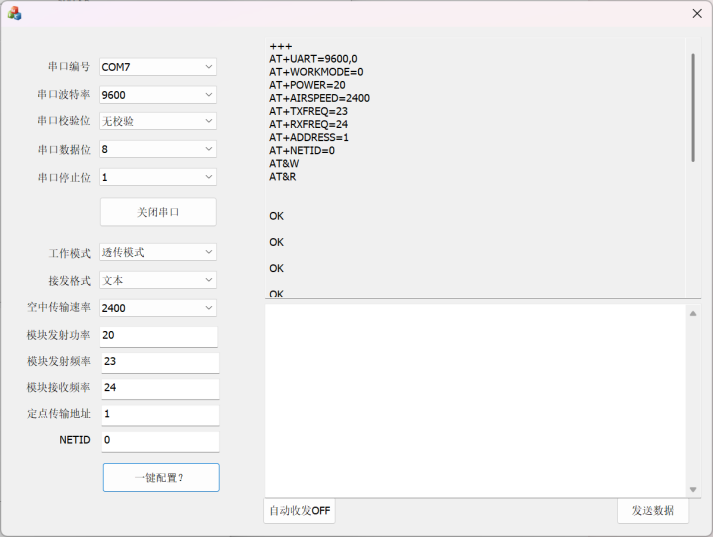 串口编号 COM7
串口波特率 9600
串口校验位 无校验
串口数据位 8
串口停止位 1
关闭串口
工作模式 透传模式
接发格式 文本
空中传输速率 2400
模块发射功率 20
模块发射频率 23
模块接收频率 24
定点传输地址 1
NETID 0
一键配置?
+++
AT+UART=9600,0
AT+WORKMODE=0
AT+POWER=20
AT+AIRSPEED=2400
AT+TXFREQ=23
AT+RXFREQ=24
AT+ADDRESS=1
AT+NETID=0
AT&W
AT&R
OK
OK
OK
OK
自动收发OFF
发送数据